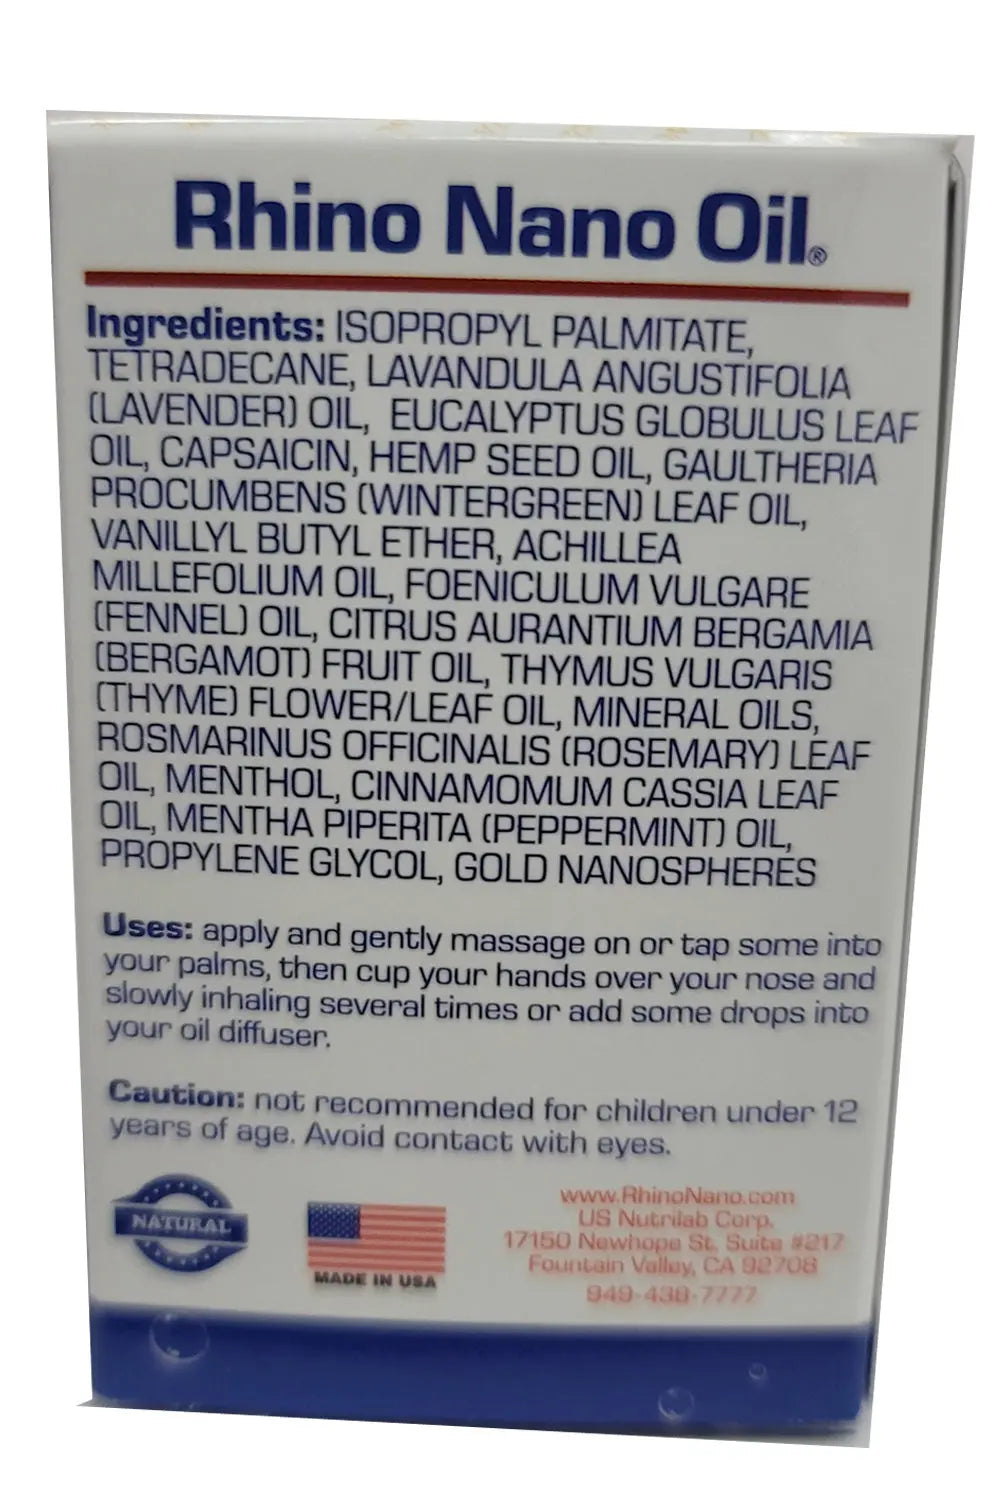 Rhino Nano Oil®
Ingredients: ISOPROPYL PALMITATE,
TETRADECANE, LAVANDULA ANGUSTIFOLIA
(LAVENDER) OIL, EUCALYPTUS GLOBULUS LEAF
OIL, CAPSAICIN, HEMP SEED OIL, GAULTHERIA
PROCUMBENS (WINTERGREEN) LEAF OIL,
VANILLYL BUTYL ETHER, ACHILLEA
MILLEFOLIUM OIL, FOENICULUM VULGARE
(FENNEL) OIL, CITRUS AURANTIUM BERGAMIA
(BERGAMOT) FRUIT OIL, THYMUS VULGARIS
(THYME) FLOWER/LEAF OIL, MINERAL OILS,
ROSMARINUS OFFICINALIS (ROSEMARY) LEAF
OIL, MENTHOL, CINNAMOMUM CASSIA LEAF
OIL, MENTHA PIPERITA (PEPPERMINT) OIL,
PROPYLENE GLYCOL, GOLD NANOSPHERES
Uses: apply and gently massage on or tap some into
your palms, then cup your hands over your nose and
slowly inhaling several times or add some drops into
your oil diffuser.
Caution: not recommended for children under 12
years of age. Avoid contact with eyes.
NATURAL
MADE IN USA
www.RhinoNano.com
US Nutrilab Corp.
17150 Newhope St. Suite #217
Fountain Valley, CA 92708
949-438-7777